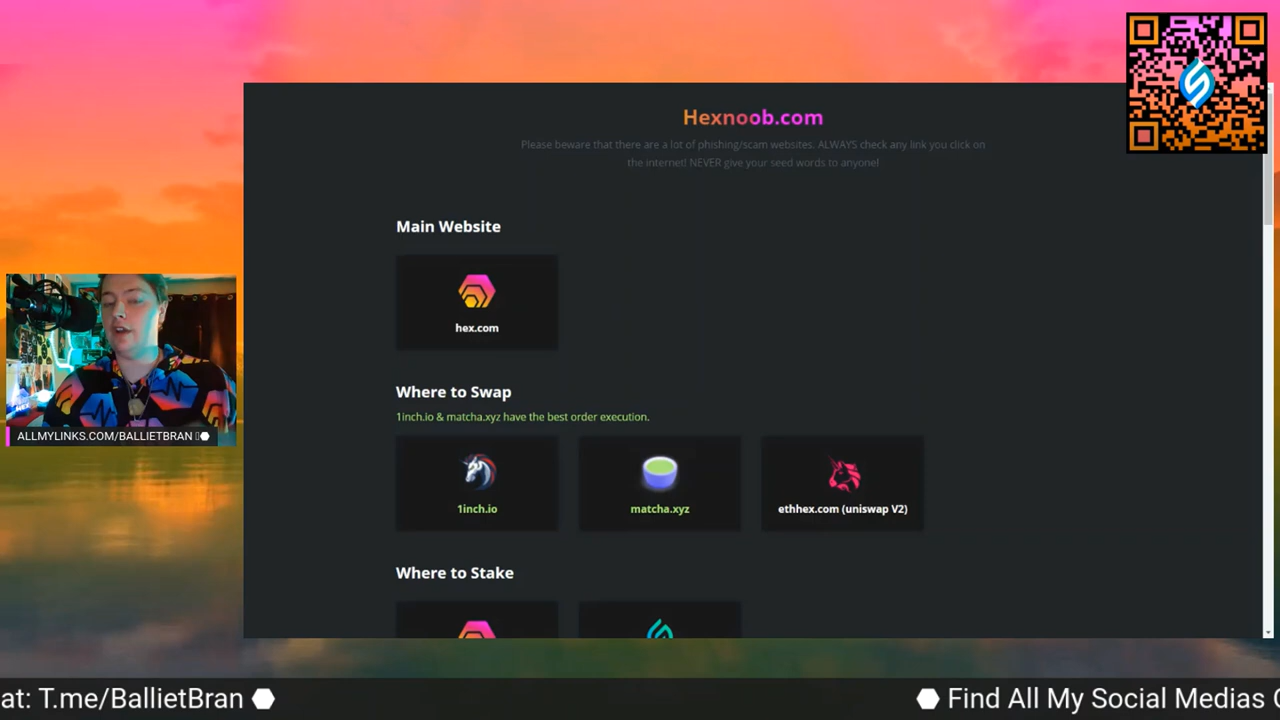 Hexnoob.com
Please beware that there are a lot of phishing/scam websites. ALWAYS check any link you click on
the internet! NEVER give your seed words to anyone!
Main Website
hex.com
Where to Swap
1inch.io & matcha.xyz have the best order execution.
1inch.io
matcha.xyz
ethhex.com (uniswap V2)
Where to Stake
ALLMYLINKS.COM/BALLIETBRAN
at: T.me/BallietBran
Find All My Social Medias